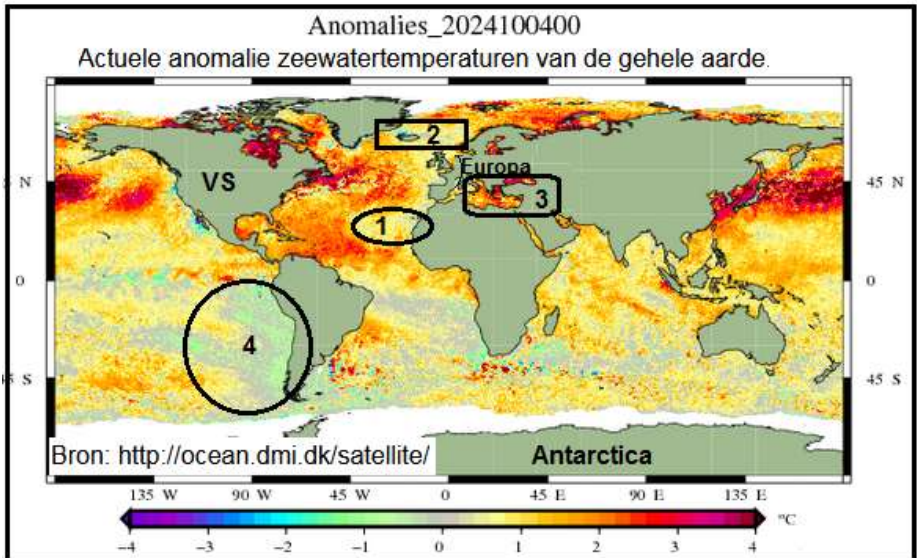 Anomalies_2024100400
Actuele anomalie zeewatertemperaturen van de gehele aarde.
2
Europa
VS
45 N
3
45 N
1
0
0
4
45 S
45 S
Bron: http://ocean.dmi.dk/satellite/
Antarctica
135 W 90 W 45 W 0 45 E 90 E 135 E
°C
-4 -3 -2 -1 0 1 2 3 4